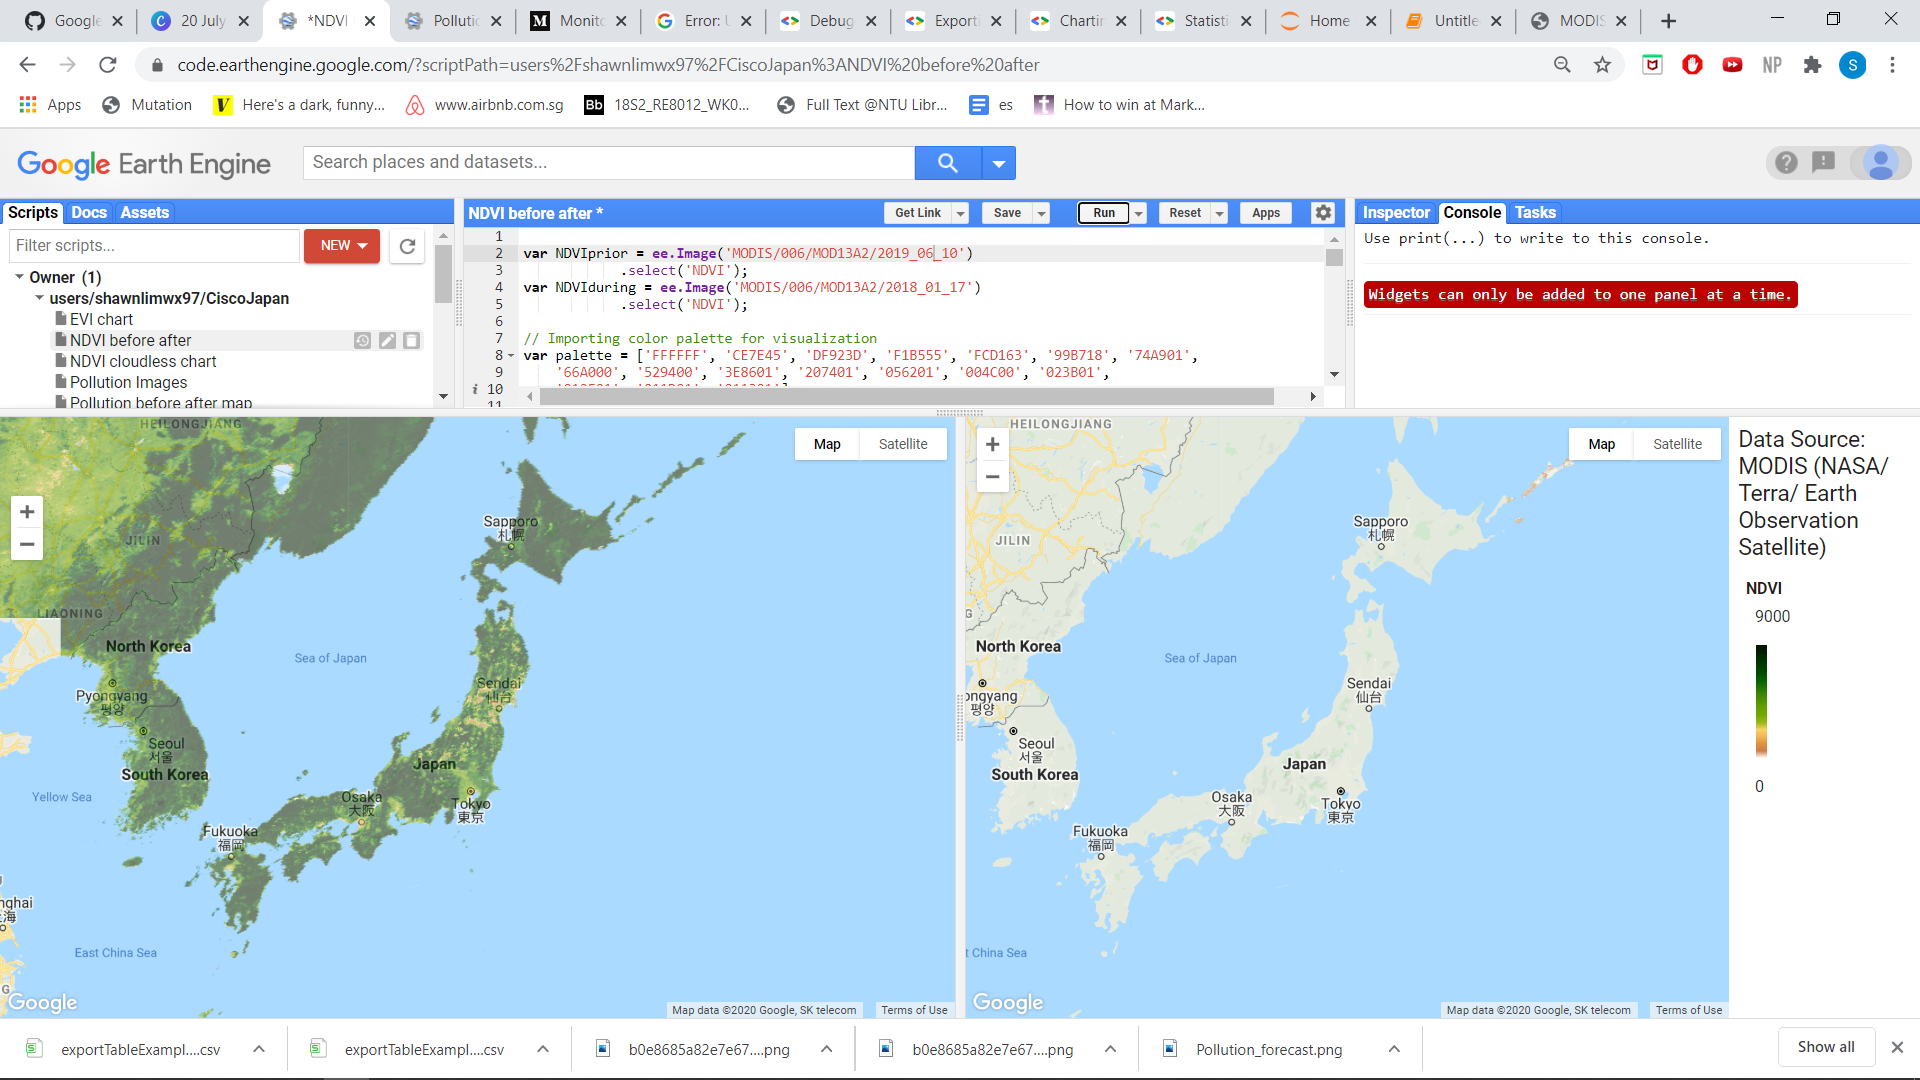 Google
20 July
*NDVI
Pollutio
Monito
Error: U
Debug
Exporti
Chartin
Statisti
Home
Untitle
MODIS
code.earthengine.google.com/?scriptPath=users%2Fshawnlimwx97%2FCiscoJapan%3ANDVI%20before%20after
NP
S
Apps
Mutation
Here's a dark, funny...
www.airbnb.com.sg
Bb
18S2_RE8012_WK0...
Full Text @NTU Libr...
es
How to win at Mark...
Google Earth Engine
Search places and datasets...
Scripts
Docs
Assets
Filter scripts...
NEW
Owner (1)
users/shawnlimwx97/CiscoJapan
EVI chart
NDVI before after
NDVI cloudless chart
Pollution Images
Pollution before after map
NDVI before after *
Get Link
Save
Run
Reset
Apps
1
2 var NDVIprior = ee.Image('MODIS/006/MOD13A2/2019_06_10')
3 .select('NDVI');
4 var NDVIduring = ee.Image('MODIS/006/MOD13A2/2018_01_17')
5 .select('NDVI');
6
7 // Importing color palette for visualization
8 var palette = ['FFFFFF', 'CE7E45', 'DF923D', 'F1B555', 'FCD163', '99B718', '74A901',
9 '66A000', '529400', '3E8601', '207401', '056201', '004C00', '023B01',
i 10
11
Inspector
Console
Tasks
Use print(...) to write to this console.
Widgets can only be added to one panel at a time.
HEILONGJIANG
JILIN
LIAONING
North Korea
Pyongyang
평양
Seoul
서울
South Korea
Yellow Sea
Sea of Japan
Sapporo
札幌
Sendai
仙台
Japan
Osaka
大阪
Tokyo
東京
Fukuoka
福岡
nghai
上海
East China Sea
G
Google
Map
Satellite
Map data ©2020 Google, SK telecom
Terms of Use
HEILONGJIANG
JILIN
G
North Korea
ongyang
평양
Seoul
서울
South Korea
Sea of Japan
Sapporo
札幌
Sendai
仙台
Japan
Osaka
大阪
Tokyo
東京
Fukuoka
福岡
t China Sea
Google
Map
Satellite
Map data ©2020 Google, SK telecom
Terms of Use
Data Source:
MODIS (NASA/
Terra/ Earth
Observation
Satellite)
NDVI
9000
0
exportTableExampl....csv
exportTableExampl....csv
b0e8685a82e7e67....png
b0e8685a82e7e67....png
Pollution_forecast.png
Show all